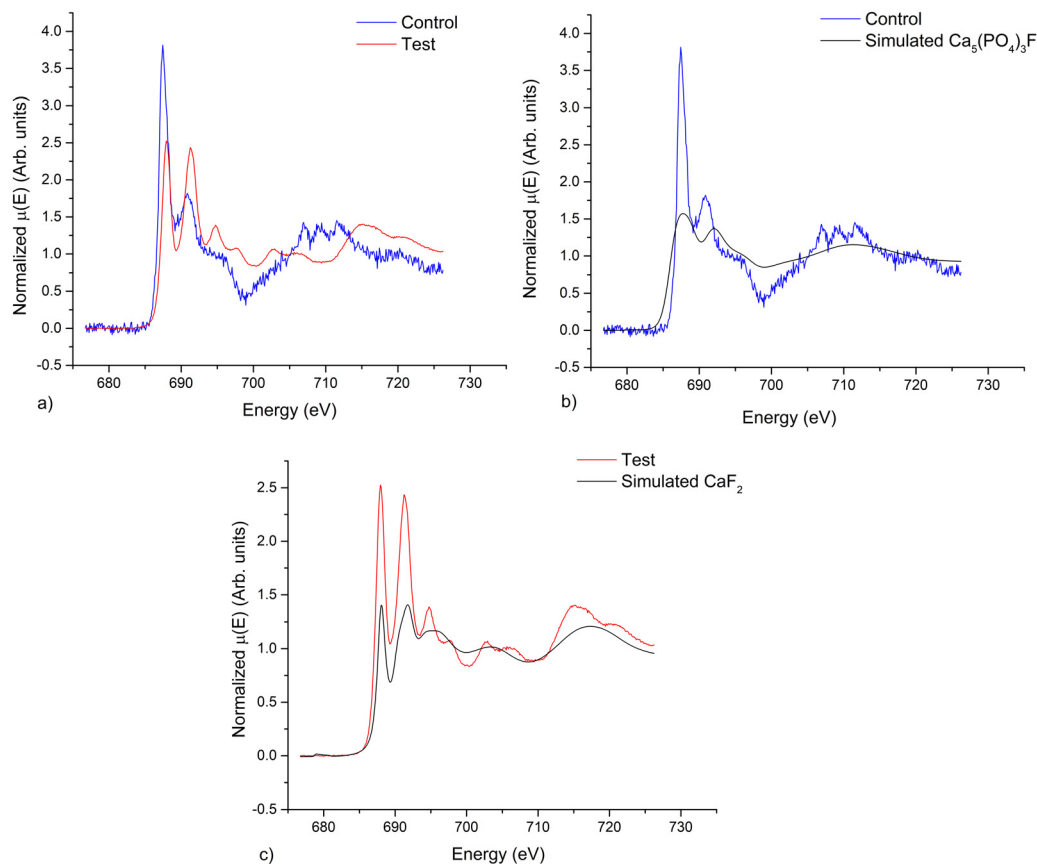 Control
Test
Normalized μ(E) (Arb. units)
4.0
3.5
3.0
2.5
2.0
1.5
1.0
0.5
0.0
-0.5
680 690 700 710 720 730
Energy (eV)
a)
Control
Simulated Ca₅(PO₄)₃F
Normalized μ(E) (Arb. units)
4.0
3.5
3.0
2.5
2.0
1.5
1.0
0.5
0.0
-0.5
680 690 700 710 720 730
Energy (eV)
b)
Test
Simulated CaF₂
Normalized μ(E) (Arb. units)
2.5
2.0
1.5
1.0
0.5
0.0
-0.5
680 690 700 710 720 730
Energy (eV)
c)